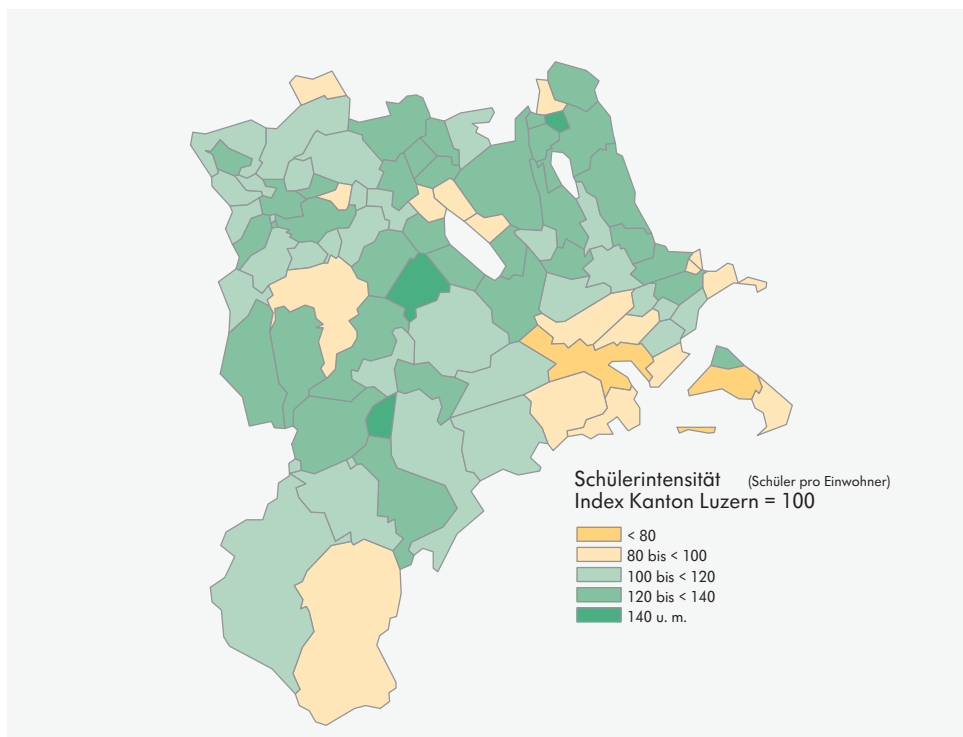 Schülerintensität (Schüler pro Einwohner)
Index Kanton Luzern = 100
< 80
80 bis < 100
100 bis < 120
120 bis < 140
140 u. m.